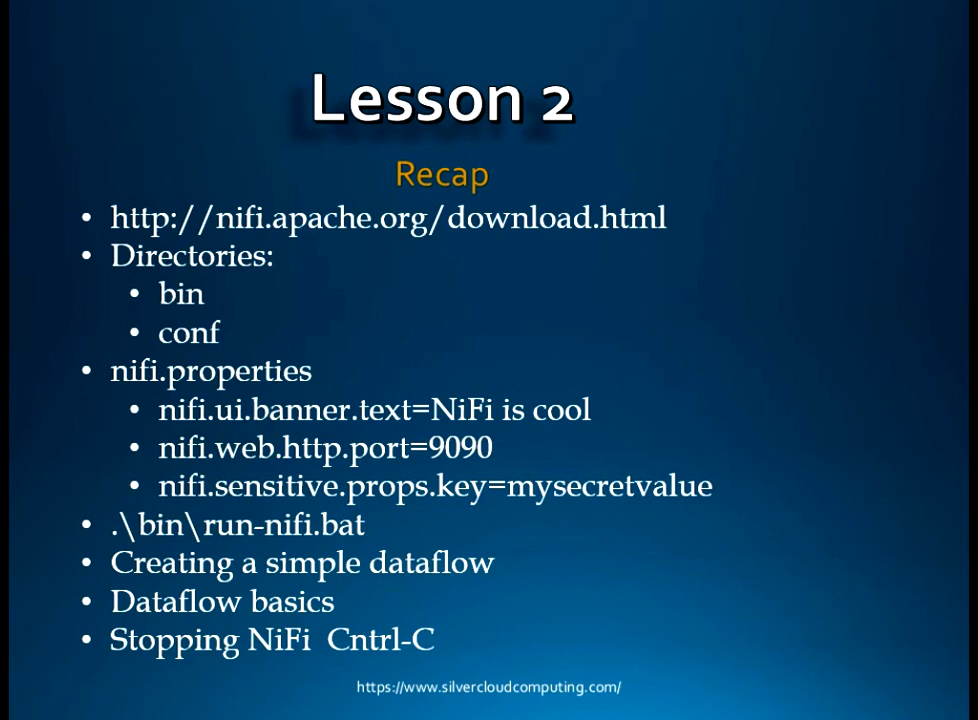 Lesson 2
Recap
• http://nifi.apache.org/download.html
• Directories:
• bin
• conf
• nifi.properties
• nifi.ui.banner.text=NiFi is cool
• nifi.web.http.port=9090
• nifi.sensitive.props.key=mysecretvalue
• .\bin\run-nifi.bat
• Creating a simple dataflow
• Dataflow basics
• Stopping NiFi  Cntrl-C
https://www.silvercloudcomputing.com/